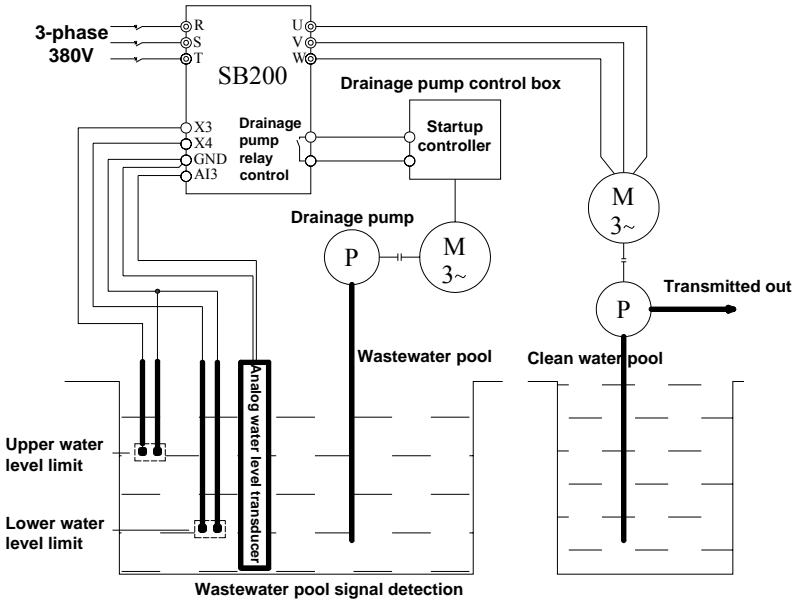 3-phase
380V
R
S
T
SB200
U
V
W
X3
X4
GND
AI3
Drainage
pump
relay
control
Drainage pump control box
Startup
controller
Drainage pump
P
M
3~
M
3~
P
Transmitted out
Wastewater pool
Clean water pool
Analog water level transducer
Upper water
level limit
Lower water
level limit
Wastewater pool signal detection